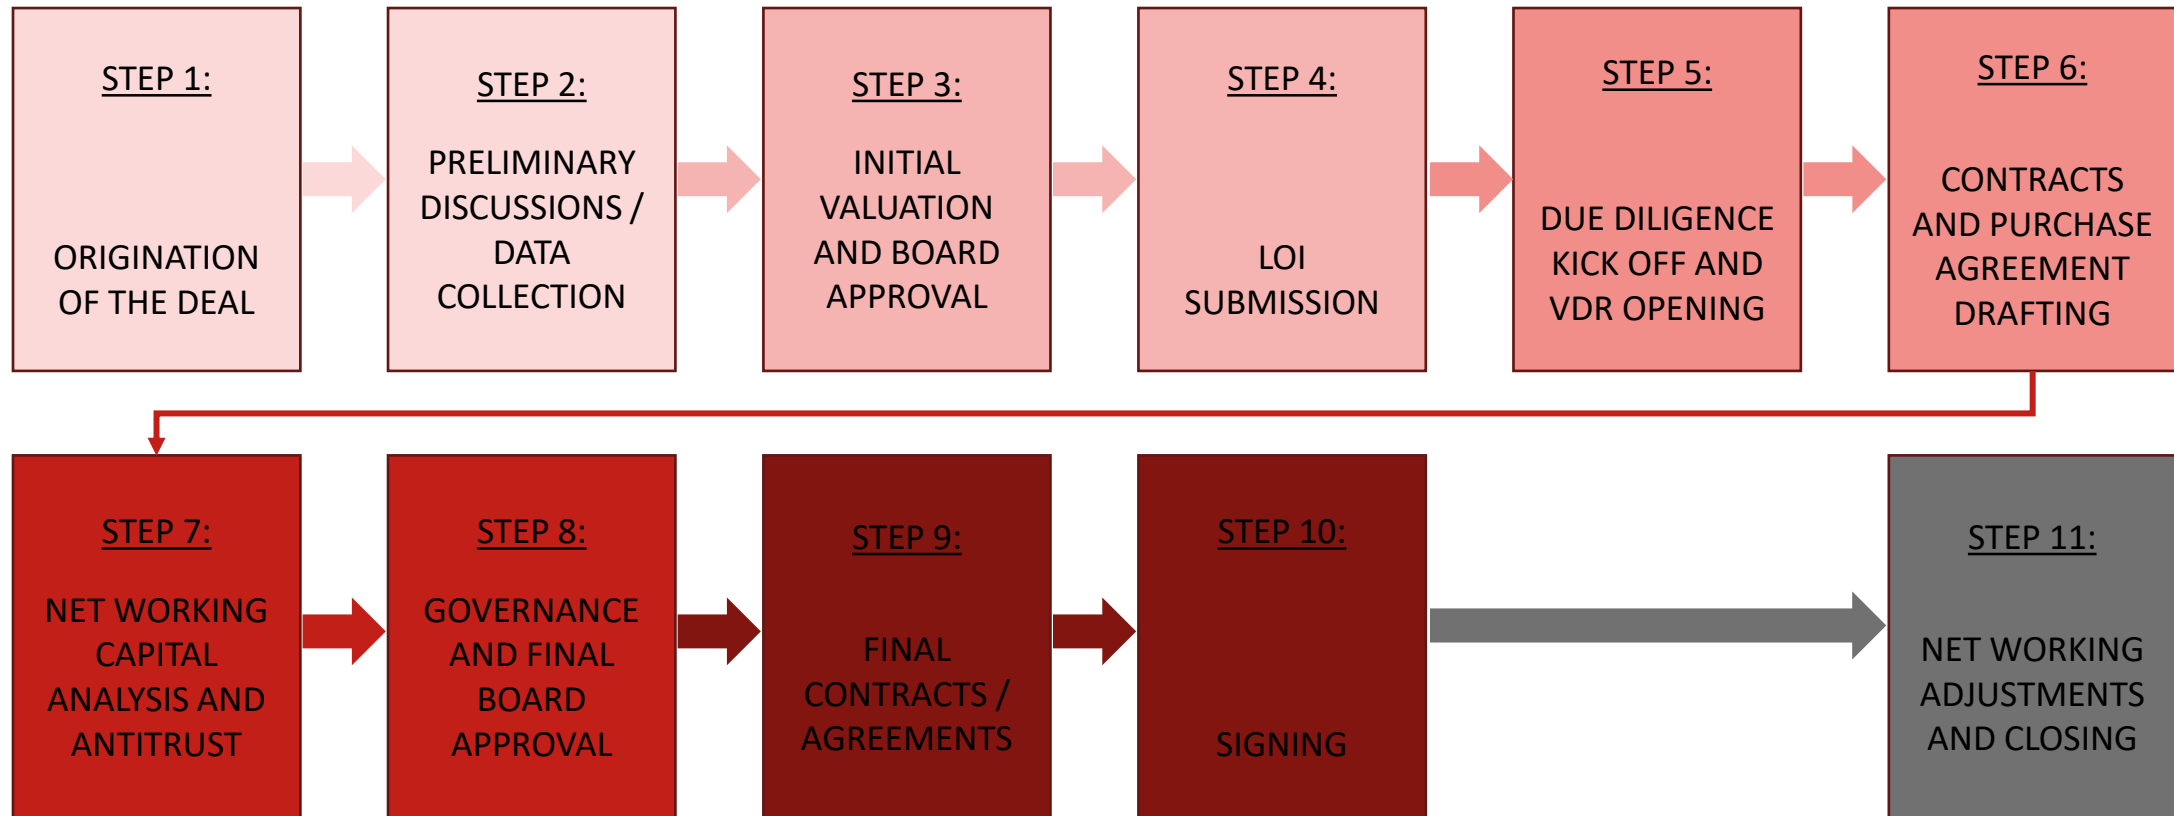 STEP 1:
ORIGINATION
OF THE DEAL
STEP 2:
PRELIMINARY
DISCUSSIONS /
DATA
COLLECTION
STEP 3:
INITIAL
VALUATION
AND BOARD
APPROVAL
STEP 4:
LOI
SUBMISSION
STEP 5:
DUE DILIGENCE
KICK OFF AND
VDR OPENING
STEP 6:
CONTRACTS
AND PURCHASE
AGREEMENT
DRAFTING
STEP 7:
NET WORKING
CAPITAL
ANALYSIS AND
ANTITRUST
STEP 8:
GOVERNANCE
AND FINAL
BOARD
APPROVAL
STEP 9:
FINAL
CONTRACTS /
AGREEMENTS
STEP 10:
SIGNING
STEP 11:
NET WORKING
ADJUSTMENTS
AND CLOSING